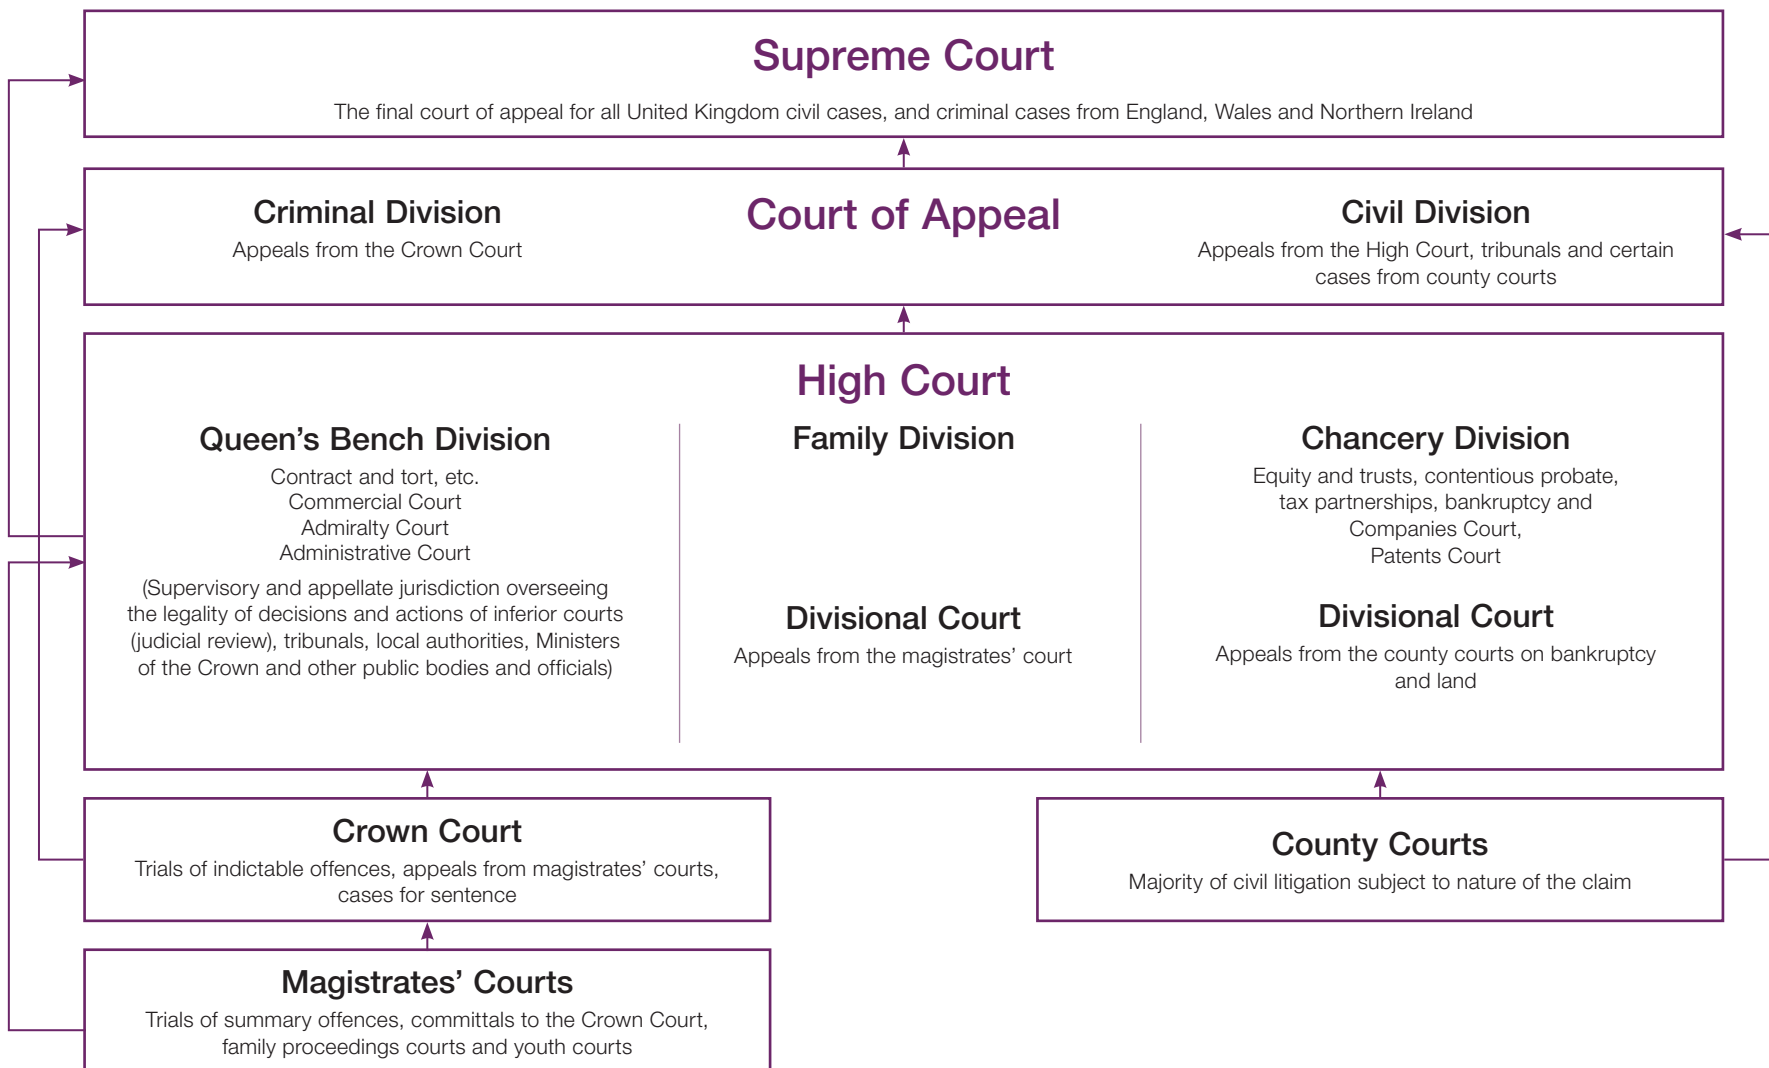 Supreme Court
The final court of appeal for all United Kingdom civil cases, and criminal cases from England, Wales and Northern Ireland
Court of Appeal
Criminal Division
Appeals from the Crown Court
Civil Division
Appeals from the High Court, tribunals and certain
cases from county courts
High Court
Queen’s Bench Division
Contract and tort, etc.
Commercial Court
Admiralty Court
Administrative Court
(Supervisory and appellate jurisdiction overseeing
the legality of decisions and actions of inferior courts
(judicial review), tribunals, local authorities, Ministers
of the Crown and other public bodies and officials)
Family Division
Divisional Court
Appeals from the magistrates’ court
Chancery Division
Equity and trusts, contentious probate,
tax partnerships, bankruptcy and
Companies Court,
Patents Court
Divisional Court
Appeals from the county courts on bankruptcy
and land
Crown Court
Trials of indictable offences, appeals from magistrates’ courts,
cases for sentence
County Courts
Majority of civil litigation subject to nature of the claim
Magistrates’ Courts
Trials of summary offences, committals to the Crown Court,
family proceedings courts and youth courts